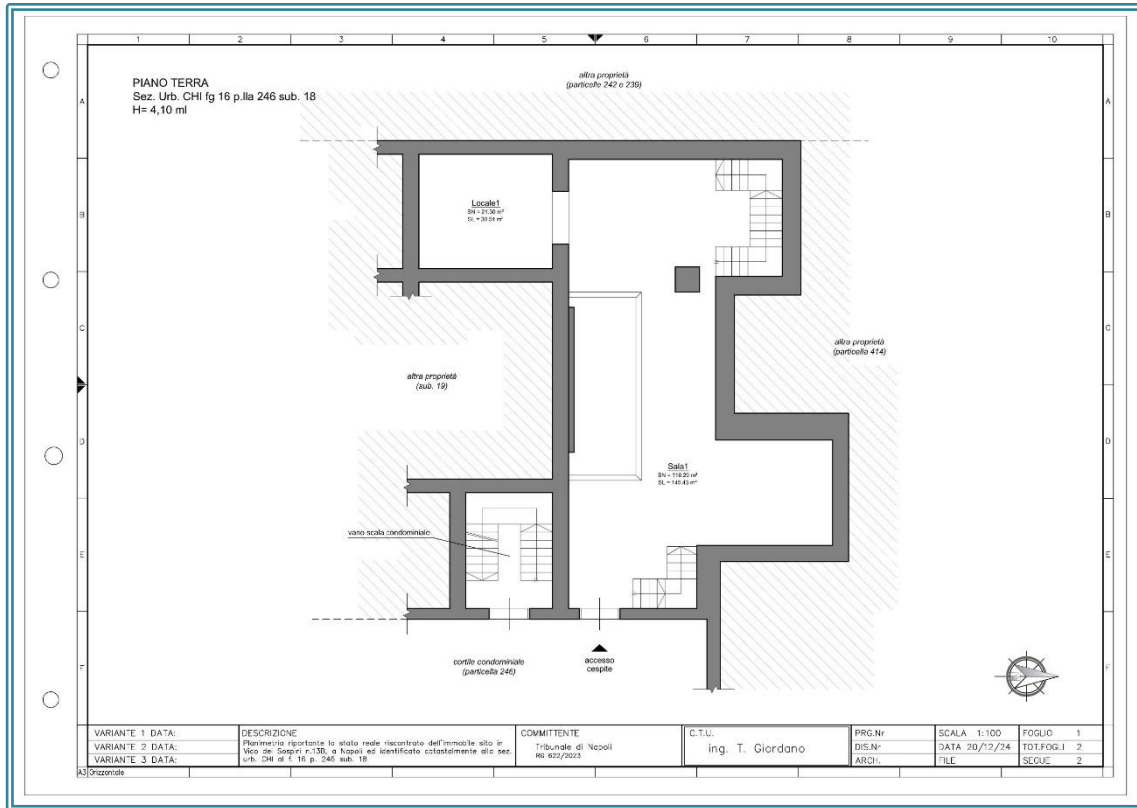 1 2 3 4 5 6 7 8 9 10
altra proprietà
(particelle 242 e 239)
PIANO TERRA
Sez. Urb. CHI fg 16 p.lla 246 sub. 18
H= 4,10 ml
A A
B B
Locale1
SN = 21.30 m²
C C
altra proprietà
(particella 414)
altra proprietà
(sub. 19)
D D
Sala1
vano scala condominiale
E E
cortile condominiale
(particella 246)
accesso
cespite
F F
VARIANTE 1 DATA:
VARIANTE 2 DATA:
VARIANTE 3 DATA:
DESCRIZIONE
Planimetria riportante lo stato reale riscontrato dell'immobile sito in
Vico dei Sospiri n.13B, a Napoli ed identificato catastalmente alla sez.
urb. CHI al f. 16 p. 246 sub. 18
COMMITTENTE
Tribunale di Napoli
RG 622/2023
C.T.U.
ing. T. Giordano
PRG.Nr
DIS.Nr
ARCH.
SCALA 1:100
DATA 20/12/24
FILE
FOGLIO 1
TOT.FOGLI 2
SEGUE 2
A3 Orizzontale